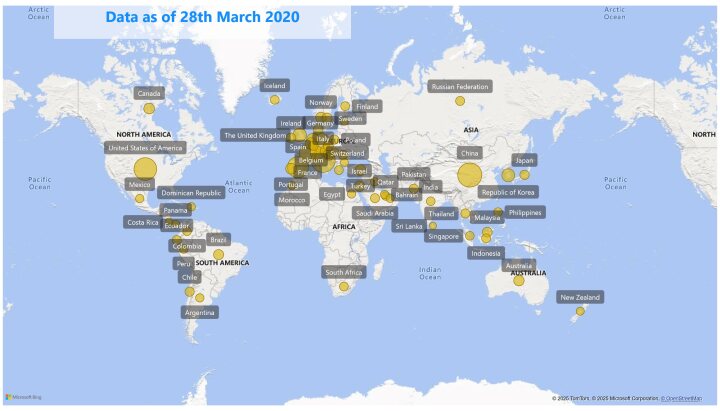 Data as of 28th March 2020
Arctic
Ocean
Arctic
Ocean
Iceland
Canada
Russian Federation
Norway
Finland
Ireland
Germany
Sweden
NORTH AMERICA
The United Kingdom
Italy
Poland
ASIA
United States of America
Spain
Switzerland
China
Japan
Belgium
France
Israel
Pakistan
Pacific
Ocean
Mexico
Atlantic
Ocean
Portugal
Turkey
Qatar
India
Republic of Korea
Pacific
Ocean
Dominican Republic
Morocco
Egypt
Bahrain
Panama
Saudi Arabia
Thailand
Malaysia
Philippines
Costa Rica
Ecuador
AFRICA
Sri Lanka
Singapore
Colombia
Brazil
Indonesia
Peru
SOUTH AMERICA
Indian
Ocean
Australia
AUSTRALIA
Chile
South Africa
New Zealand
Argentina
NORTH
Microsoft Bing
© 2025 TomTom, © 2025 Microsoft Corporation, © OpenStreetMap